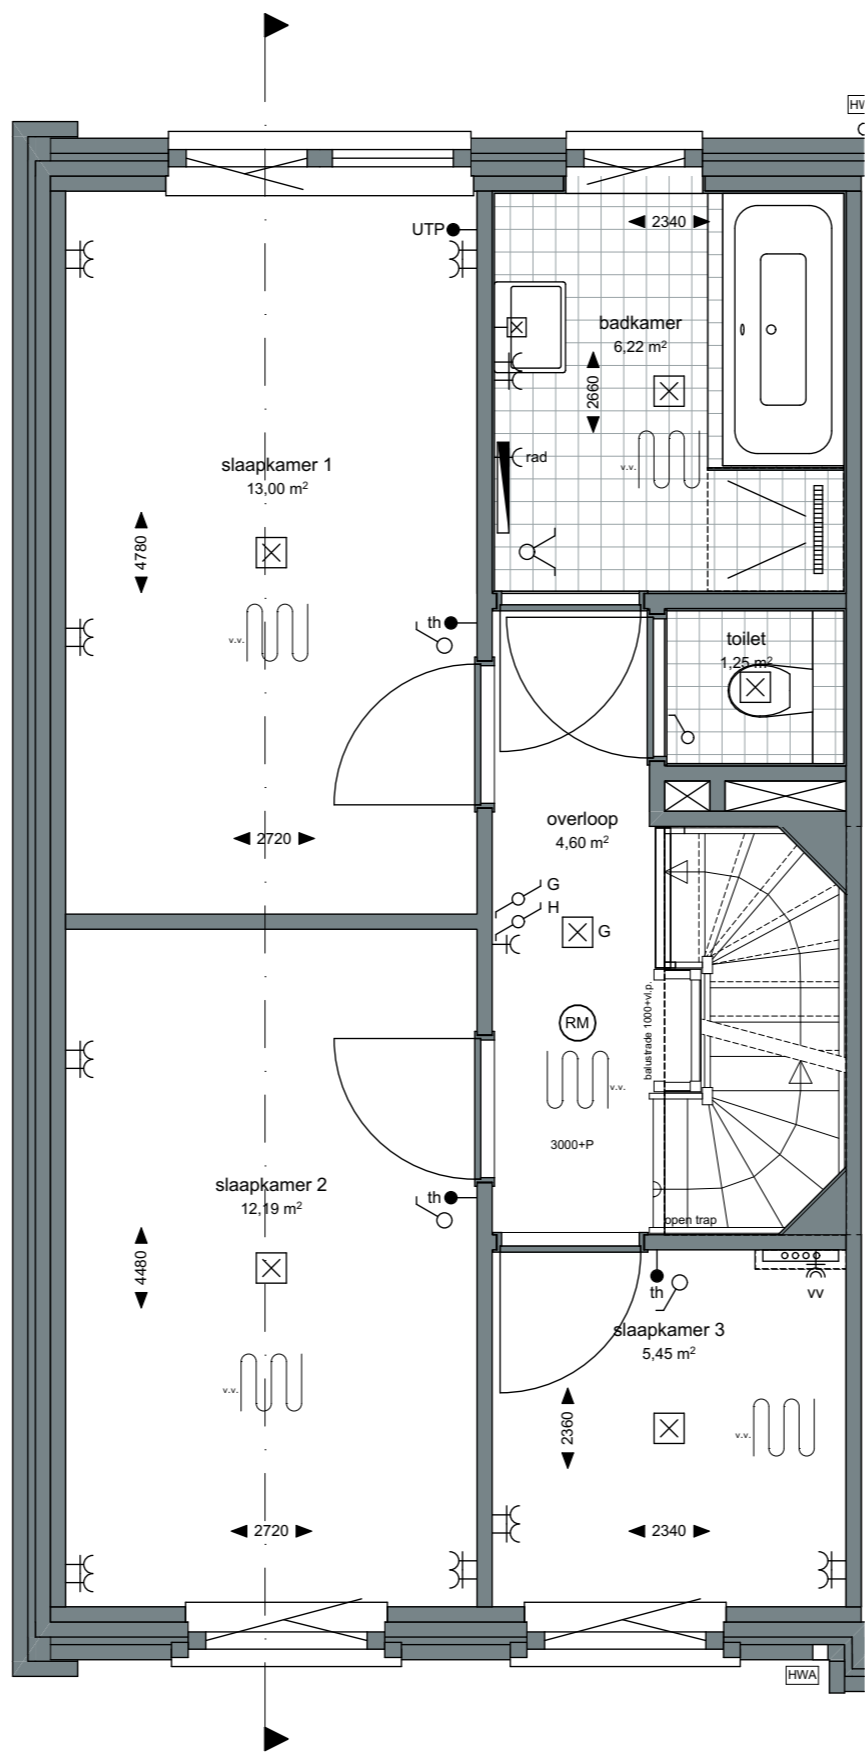 HW
UTP
2340
badkamer
6,22 m²
2660
slaapkamer 1
13,00 m²
rad
v.v.
4780
th
v.v.
toilet
1,25 m²
2720
overloop
4,60 m²
G
H
G
balustrade 1000+vl.p.
RM
v.v.
3000+P
slaapkamer 2
12,19 m²
th
open trap
4480
th
vv
slaapkamer 3
5,45 m²
v.v.
2360
v.v.
2720
2340
HWA